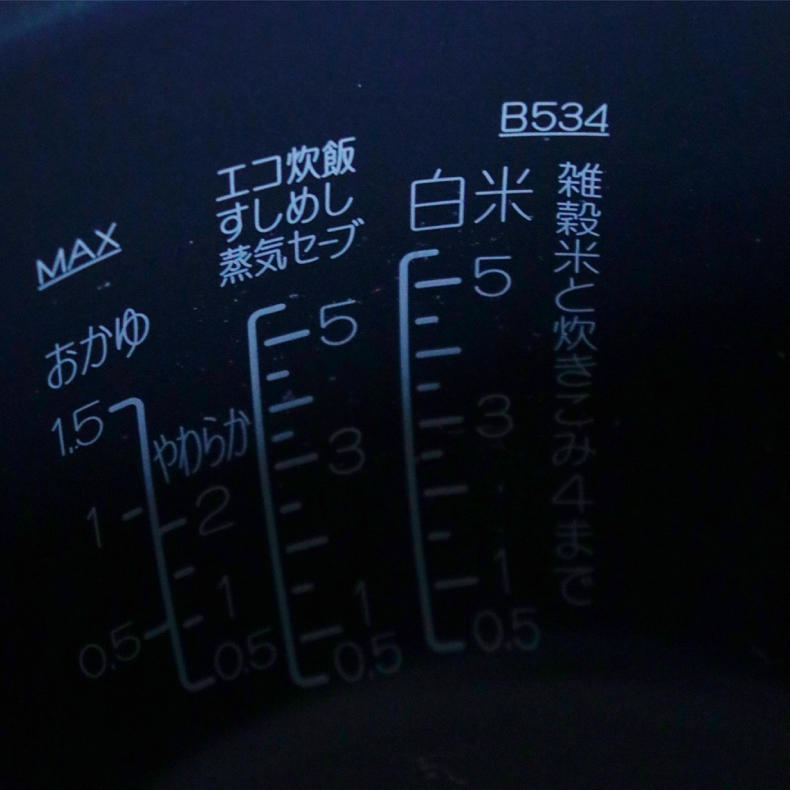 B534
MAX
おかゆ
1.5
1
0.5
やわらか
2
1
0.5
エコ炊飯
すしめし
蒸気セーブ
5
3
1
0.5
白米
5
3
1
0.5
雑穀米と炊きこみ4まで